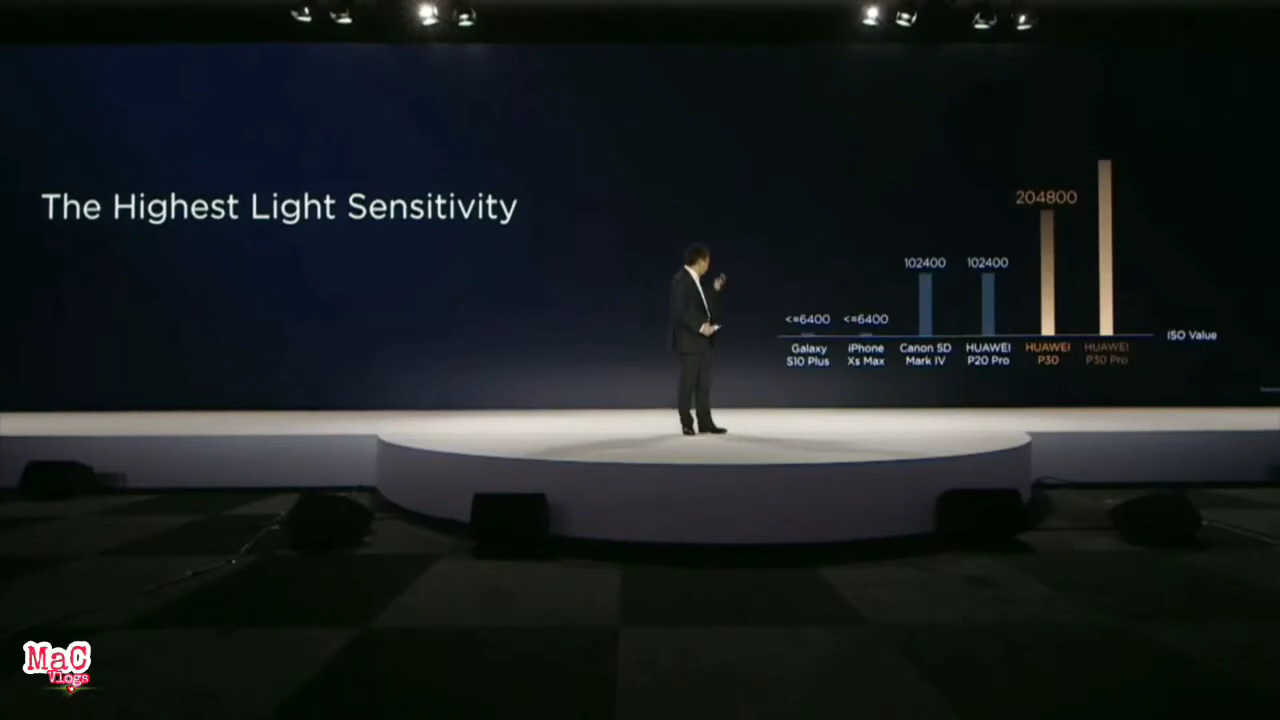 The Highest Light Sensitivity
204800
102400
102400
<=6400
<=6400
ISO Value
Galaxy
S10 Plus
iPhone
Xs Max
Canon 5D
Mark IV
HUAWEI
P20 Pro
HUAWEI
P30
HUAWEI
P30 Pro
MaC
Vlogs